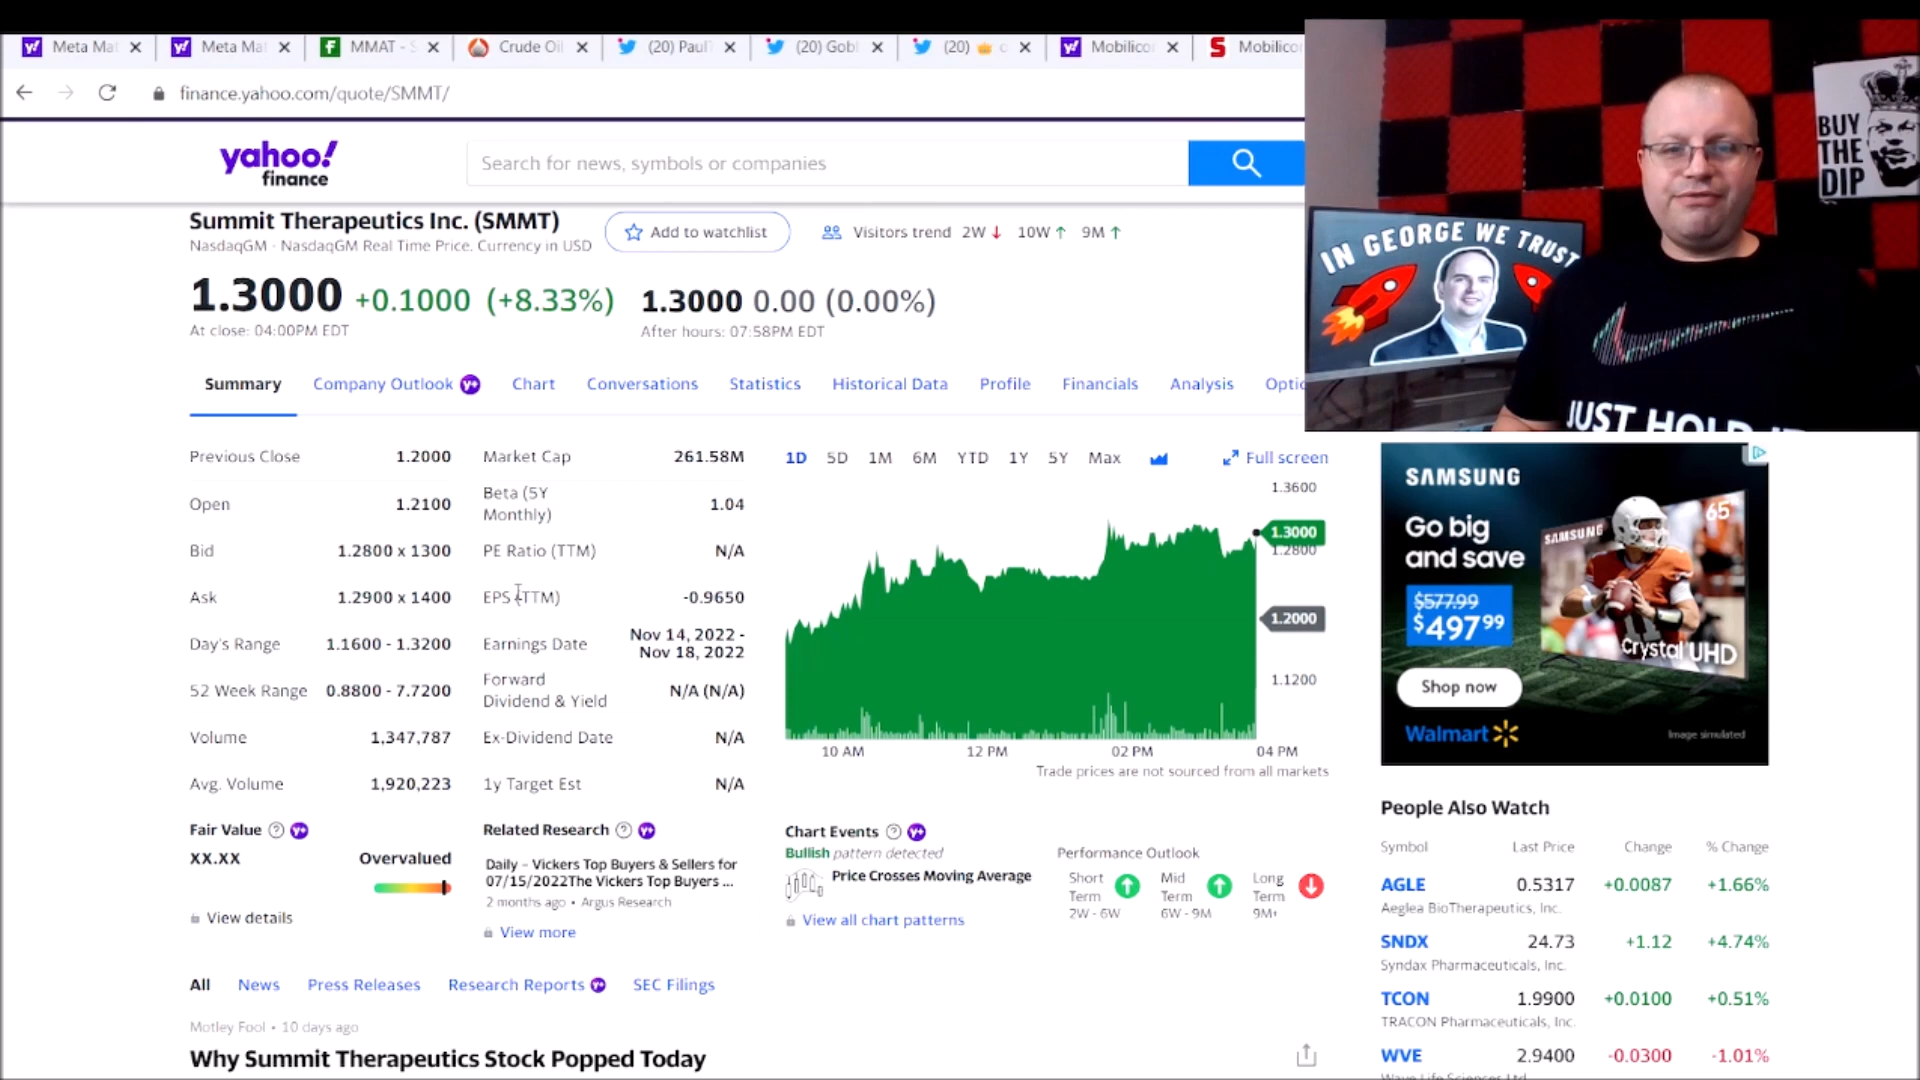 Meta Mat
Meta Mat
MMAT - S
Crude Oil
(20) Paul
(20) Gobl
(20)
Mobilico
Mobilico
finance.yahoo.com/quote/SMMT/
yahoo!
finance
Search for news, symbols or companies
BUY
THE
DIP
IN GEORGE WE TRUST
JUST HOLD
Summit Therapeutics Inc. (SMMT)
NasdaqGM · NasdaqGM Real Time Price. Currency in USD
Add to watchlist
Visitors trend 2W↓ 10W↑ 9M↑
1.3000 +0.1000 (+8.33%) 1.3000 0.00 (0.00%)
At close: 04:00PM EDT After hours: 07:58PM EDT
Summary Company Outlook Y+ Chart Conversations Statistics Historical Data Profile Financials Analysis Optio
Previous Close 1.2000
Open 1.2100
Bid 1.2800 x 1300
Ask 1.2900 x 1400
Day's Range 1.1600 - 1.3200
52 Week Range 0.8800 - 7.7200
Volume 1,347,787
Avg. Volume 1,920,223
Market Cap 261.58M
Beta (5Y
Monthly) 1.04
PE Ratio (TTM) N/A
EPS (TTM) -0.9650
Earnings Date Nov 14, 2022 -
Nov 18, 2022
Forward
Dividend & Yield N/A (N/A)
Ex-Dividend Date N/A
1y Target Est N/A
1D 5D 1M 6M YTD 1Y 5Y Max Full screen
1.3600
1.3000
1.2800
1.2000
1.1200
10 AM 12 PM 02 PM 04 PM
Trade prices are not sourced from all markets
SAMSUNG
Go big
and save
$577.99
$497 99
Shop now
Walmart
SAMSUNG
65"
Crystal UHD
Image simulated
Fair Value ? Y+
XX.XX Overvalued
View details
Related Research ? Y+
Daily – Vickers Top Buyers & Sellers for
07/15/2022The Vickers Top Buyers ...
2 months ago • Argus Research
View more
Chart Events ? Y+
Bullish pattern detected
Price Crosses Moving Average
View all chart patterns
Performance Outlook
Short
Term
2W - 6W
Mid
Term
6W - 9M
Long
Term
9M+
People Also Watch
Symbol Last Price Change % Change
AGLE 0.5317 +0.0087 +1.66%
Aeglea BioTherapeutics, Inc.
SNDX 24.73 +1.12 +4.74%
Syndax Pharmaceuticals, Inc.
TCON 1.9900 +0.0100 +0.51%
TRACON Pharmaceuticals, Inc.
WVE 2.9400 -0.0300 -1.01%
Wave Life Sciences Ltd.
All News Press Releases Research Reports Y+ SEC Filings
Motley Fool • 10 days ago
Why Summit Therapeutics Stock Popped Today